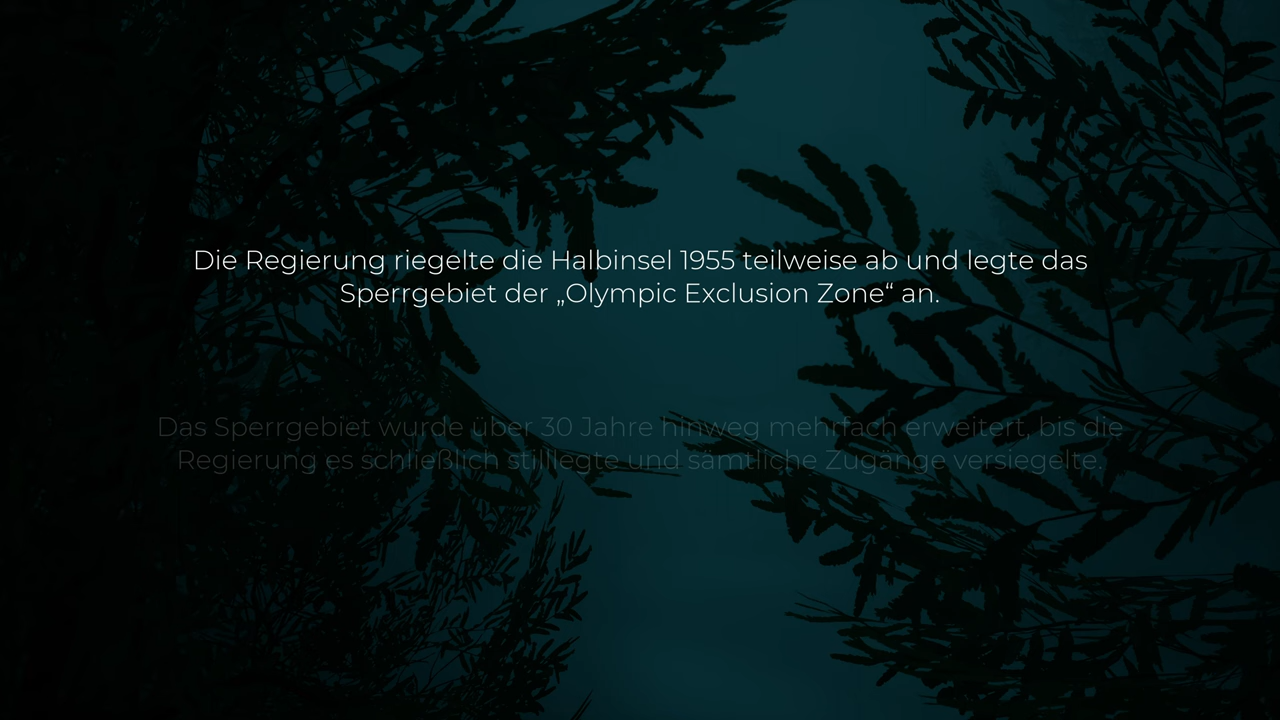 Die Regierung riegelte die Halbinsel 1955 teilweise ab und legte das
Sperrgebiet der „Olympic Exclusion Zone“ an.
Das Sperrgebiet wurde über 30 Jahre hinweg mehrfach erweitert, bis die
Regierung es schließlich stilllegte und sämtliche Zugänge versiegelte.